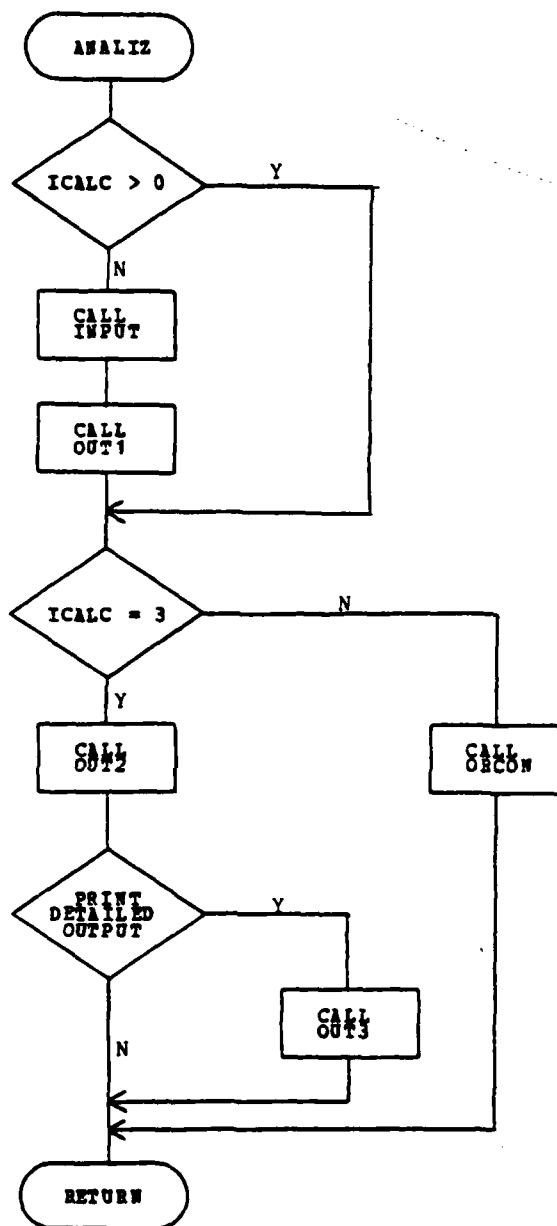 ANALIZ
ICALC > 0
Y
N
CALL
INPUT
CALL
OUT1
ICALC = 3
N
Y
CALL
OUT2
CALL
ORCON
PRINT
DETAILED
OUTPUT
Y
CALL
OUT3
N
RETURN